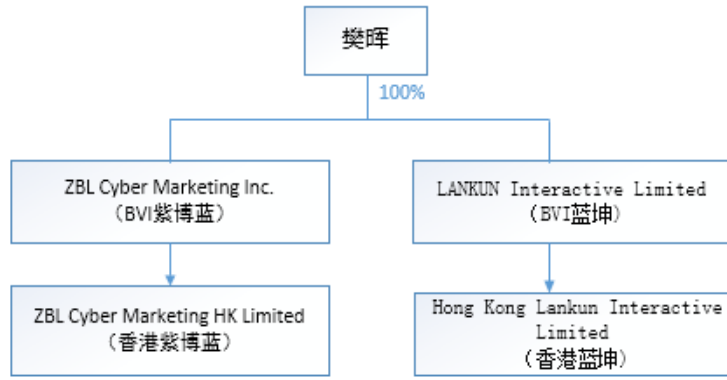 樊晖
100%
ZBL Cyber Marketing Inc.
（BVI紫博蓝）
LANKUN Interactive Limited
（BVI蓝坤）
ZBL Cyber Marketing HK Limited
（香港紫博蓝）
Hong Kong Lankun Interactive
Limited
（香港蓝坤）